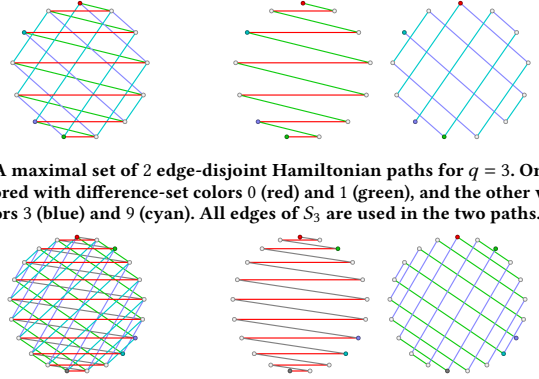 A maximal set of 2 edge-disjoint Hamiltonian paths for q = 3. On
ored with difference-set colors 0 (red) and 1 (green), and the other
ors 3 (blue) and 9 (cyan). All edges of S₃ are used in the two paths.